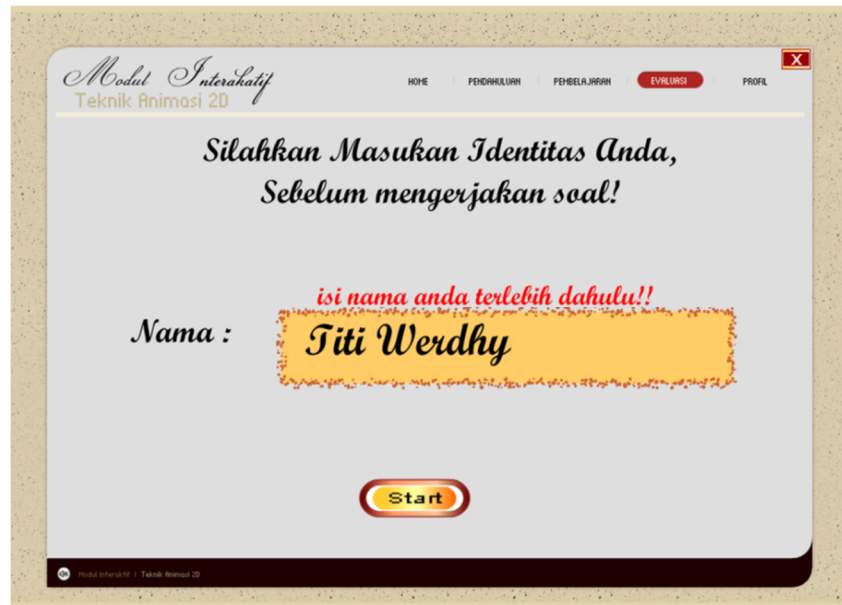 Modul Interakatif
Teknik Animasi 2D
HOME PENDAHULUAN PEMBELAJARAN EVALUASI PROFIL
X
Silahkan Masukan Identitas Anda,
Sebelum mengerjakan soal!
isi nama anda terlebih dahulu!!
Nama :
Titi Werdhy
Start
Modul Interaktif | Teknik Animasi 2D